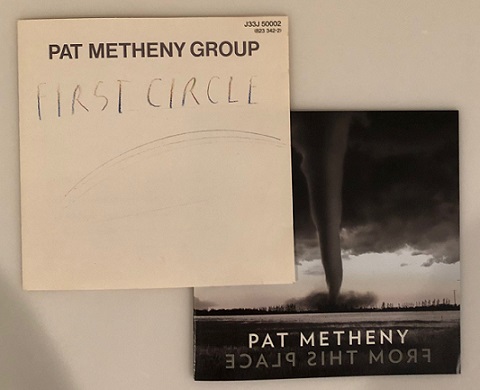 J33J 50002
(823 342-2)
PAT METHENY GROUP
FIRST CIRCLE
PAT METHENY
FROM THIS PLACE